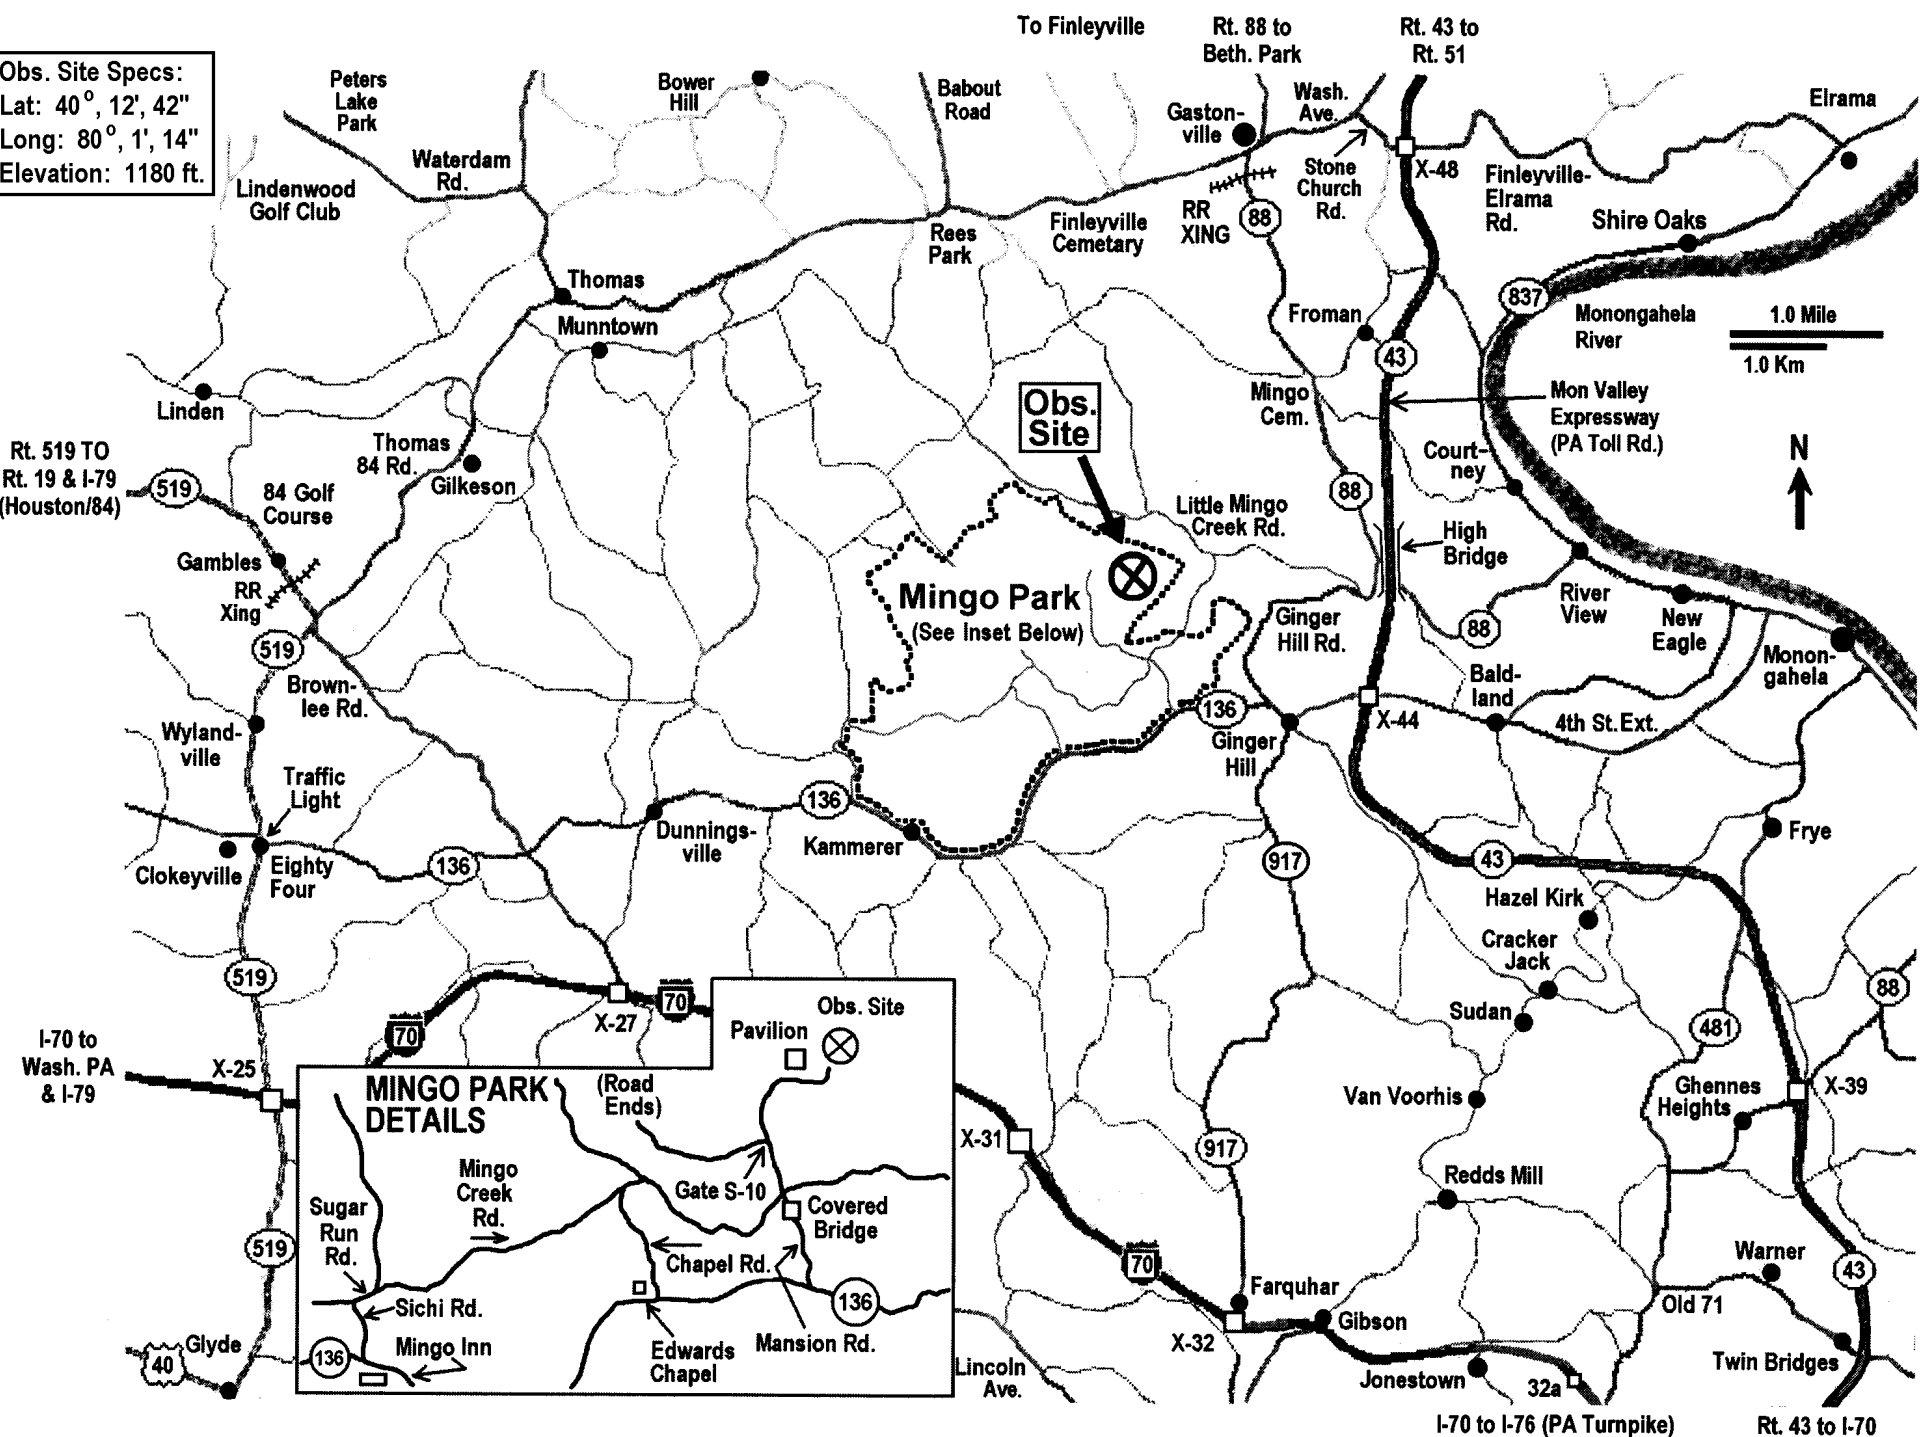 To Finleyville
Rt. 88 to
Beth. Park
Rt. 43 to
Rt. 51
Obs. Site Specs:
Lat: 40°, 12', 42"
Long: 80°, 1', 14"
Elevation: 1180 ft.
Peters
Lake
Park
Bower
Hill
Babout
Road
Gaston-
ville
Wash.
Ave.
Elrama
Waterdam
Rd.
Lindenwood
Golf Club
Stone
Church
Rd.
X-48
Finleyville-
Elrama
Rd.
RR
XING
88
Shire Oaks
Rees
Park
Finleyville
Cemetary
Thomas
Munntown
837
Monongahela
River
1.0 Mile
1.0 Km
Froman
43
Linden
Mingo
Cem.
Mon Valley
Expressway
(PA Toll Rd.)
Obs.
Site
N
Rt. 519 TO
Rt. 19 & I-79
(Houston/84)
519
84 Golf
Course
Thomas
84 Rd.
Gilkeson
Court-
ney
88
Little Mingo
Creek Rd.
High
Bridge
Gambles
RR
Xing
Mingo Park
(See Inset Below)
Ginger
Hill Rd.
River
View
New
Eagle
88
519
Brown-
lee Rd.
Bald-
land
Monon-
gahela
136
X-44
4th St.Ext.
Wyland-
ville
Ginger
Hill
Traffic
Light
136
Dunnings-
ville
Kammerer
Frye
Clokeyville
Eighty
Four
136
917
43
Hazel Kirk
Cracker
Jack
519
X-27
70
70
Sudan
481
88
I-70 to
Wash. PA
& I-79
X-25
Van Voorhis
Ghennes
Heights
X-39
X-31
917
Redds Mill
519
70
Warner
43
Farquhar
Gibson
Old 71
X-32
Glyde
40
Lincoln
Ave.
Jonestown
32a
Twin Bridges
I-70 to I-76 (PA Turnpike)
Rt. 43 to I-70
MINGO PARK
DETAILS
(Road
Ends)
Pavilion
Obs. Site
Gate S-10
Mingo
Creek
Rd.
Sugar
Run
Rd.
Covered
Bridge
Chapel Rd.
Sichi Rd.
136
Mingo Inn
136
Edwards
Chapel
Mansion Rd.